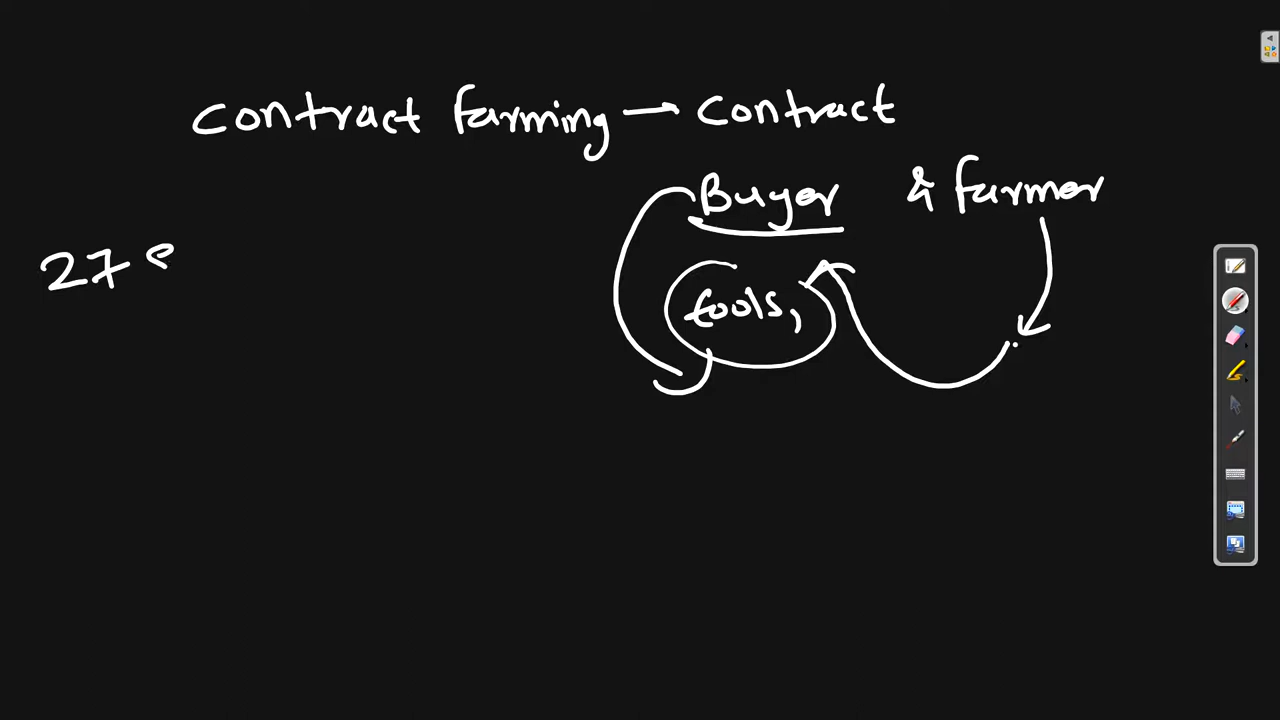 Contract farming → Contract
Buyer & farmer
27
tools,